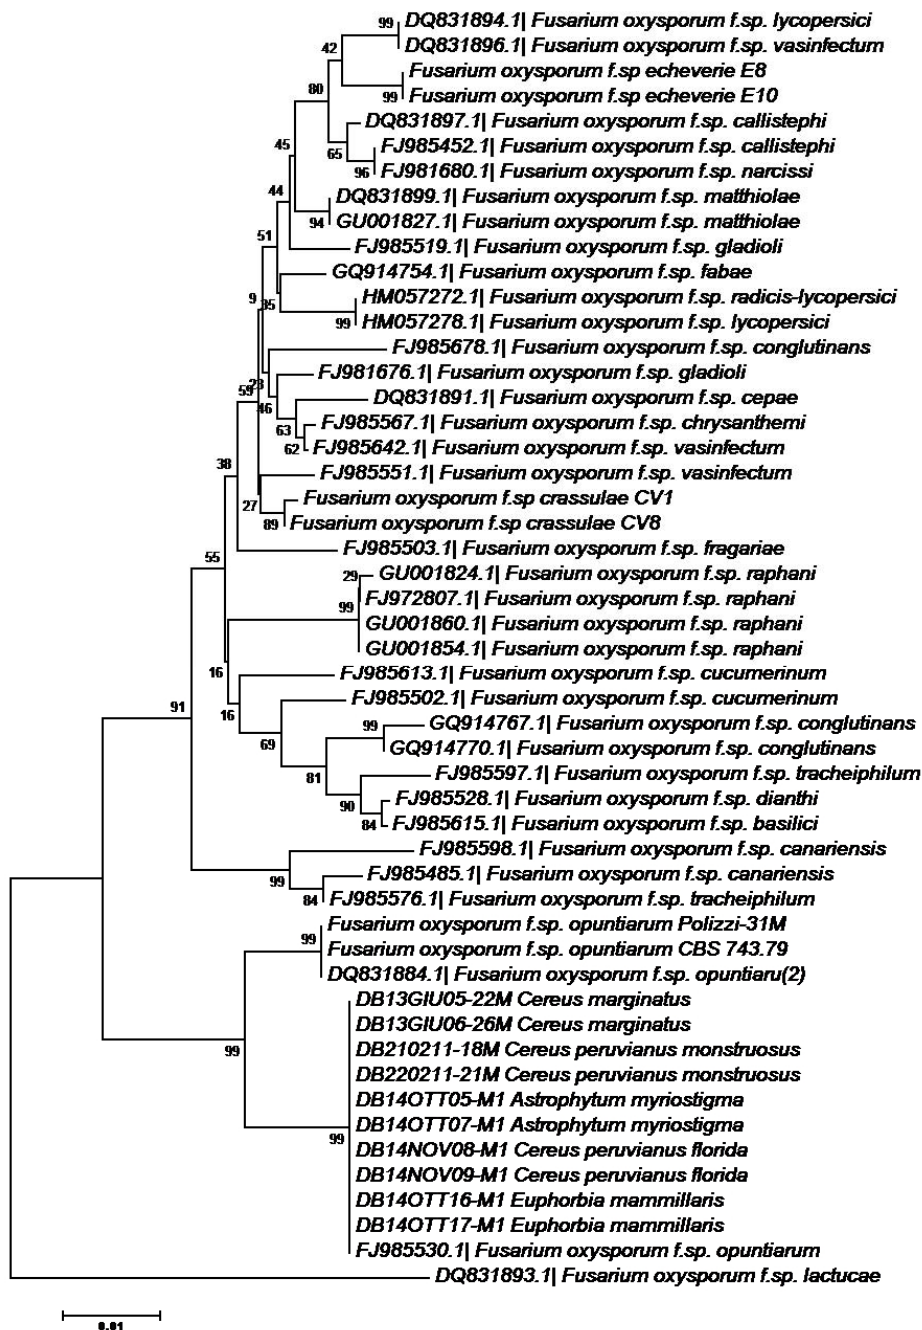 99 DQ831894.1| Fusarium oxysporum f.sp. lycopersici
DQ831896.1| Fusarium oxysporum f.sp. vasinfectum
42
Fusarium oxysporum f.sp echeverie E8
99 Fusarium oxysporum f.sp echeverie E10
80
DQ831897.1| Fusarium oxysporum f.sp. callistephi
65 FJ985452.1| Fusarium oxysporum f.sp. callistephi
96 FJ981680.1| Fusarium oxysporum f.sp. narcissi
45
DQ831899.1| Fusarium oxysporum f.sp. matthiolae
94 GU001827.1| Fusarium oxysporum f.sp. matthiolae
44
FJ985519.1| Fusarium oxysporum f.sp. gladioli
51
GQ914754.1| Fusarium oxysporum f.sp. fabae
9 35 HM057272.1| Fusarium oxysporum f.sp. radicis-lycopersici
99 HM057278.1| Fusarium oxysporum f.sp. lycopersici
FJ985678.1| Fusarium oxysporum f.sp. conglutinans
23 FJ981676.1| Fusarium oxysporum f.sp. gladioli
59 46 DQ831891.1| Fusarium oxysporum f.sp. cepae
63 FJ985567.1| Fusarium oxysporum f.sp. chrysanthemi
62 FJ985642.1| Fusarium oxysporum f.sp. vasinfectum
38
FJ985551.1| Fusarium oxysporum f.sp. vasinfectum
27 Fusarium oxysporum f.sp crassulae CV1
89 Fusarium oxysporum f.sp crassulae CV8
55 FJ985503.1| Fusarium oxysporum f.sp. fragariae
29 GU001824.1| Fusarium oxysporum f.sp. raphani
99 FJ972807.1| Fusarium oxysporum f.sp. raphani
GU001860.1| Fusarium oxysporum f.sp. raphani
GU001854.1| Fusarium oxysporum f.sp. raphani
16 FJ985613.1| Fusarium oxysporum f.sp. cucumerinum
16 FJ985502.1| Fusarium oxysporum f.sp. cucumerinum
91
69 99 GQ914767.1| Fusarium oxysporum f.sp. conglutinans
GQ914770.1| Fusarium oxysporum f.sp. conglutinans
81 FJ985597.1| Fusarium oxysporum f.sp. tracheiphilum
90 FJ985528.1| Fusarium oxysporum f.sp. dianthi
84 FJ985615.1| Fusarium oxysporum f.sp. basilici
FJ985598.1| Fusarium oxysporum f.sp. canariensis
99 FJ985485.1| Fusarium oxysporum f.sp. canariensis
84 FJ985576.1| Fusarium oxysporum f.sp. tracheiphilum
Fusarium oxysporum f.sp. opuntiarum Polizzi-31M
99 Fusarium oxysporum f.sp. opuntiarum CBS 743.79
DQ831884.1| Fusarium oxysporum f.sp. opuntiaru(2)
DB13GIU05-22M Cereus marginatus
DB13GIU06-26M Cereus marginatus
99 DB210211-18M Cereus peruvianus monstruosus
DB220211-21M Cereus peruvianus monstruosus
DB14OTT05-M1 Astrophytum myriostigma
DB14OTT07-M1 Astrophytum myriostigma
99 DB14NOV08-M1 Cereus peruvianus florida
DB14NOV09-M1 Cereus peruvianus florida
DB14OTT16-M1 Euphorbia mammillaris
DB14OTT17-M1 Euphorbia mammillaris
FJ985530.1| Fusarium oxysporum f.sp. opuntiarum
DQ831893.1| Fusarium oxysporum f.sp. lactucae
0.01